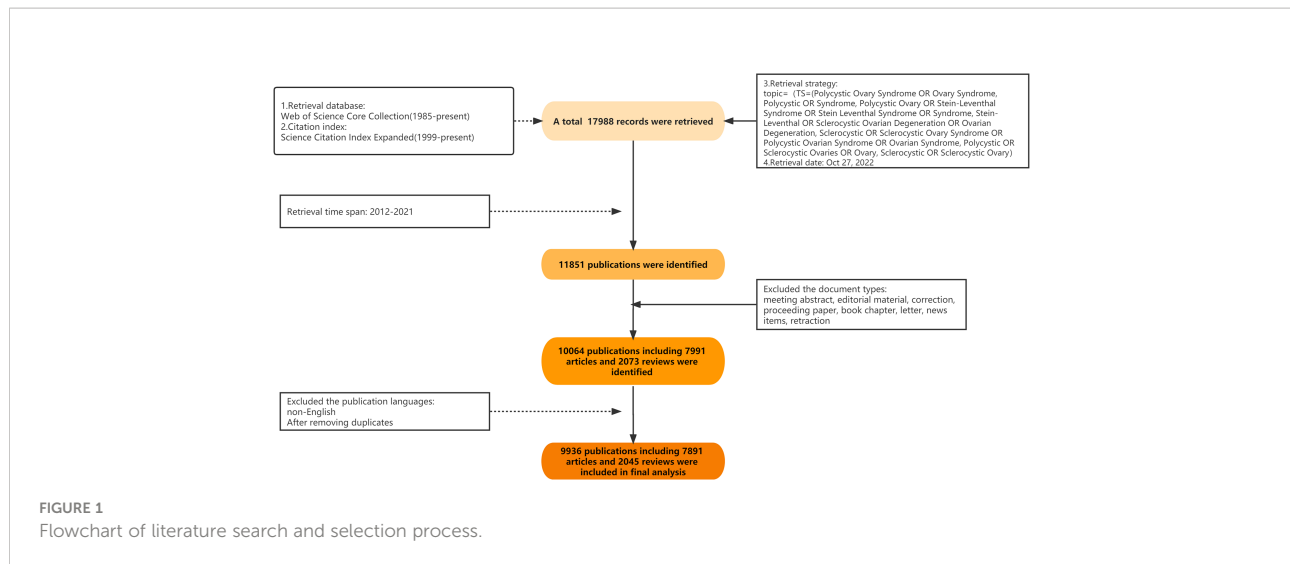 1.Retrieval database:
Web of Science Core Collection(1985-present)
2.Citation index:
Science Citation Index Expanded(1999-present)
A total 17988 records were retrieved
3.Retrieval strategy:
topic= (TS=(Polycystic Ovary Syndrome OR Ovary Syndrome,
Polycystic OR Syndrome, Polycystic Ovary OR Stein-Leventhal
Syndrome OR Stein Leventhal Syndrome OR Syndrome, Stein-
Leventhal OR Sclerocystic Ovarian Degeneration OR Ovarian
Degeneration, Sclerocystic OR Sclerocystic Ovary Syndrome OR
Polycystic Ovarian Syndrome OR Ovarian Syndrome, Polycystic OR
Sclerocystic Ovaries OR Ovary, Sclerocystic OR Sclerocystic Ovary)
4.Retrieval date: Oct 27, 2022
Retrieval time span: 2012-2021
11851 publications were identified
Excluded the document types:
meeting abstract, editorial material, correction,
proceeding paper, book chapter, letter, news
items, retraction
10064 publications including 7991
articles and 2073 reviews were
identified
Excluded the publication languages:
non-English
After removing duplicates
9936 publications including 7891
articles and 2045 reviews were
included in final analysis
FIGURE 1
Flowchart of literature search and selection process.